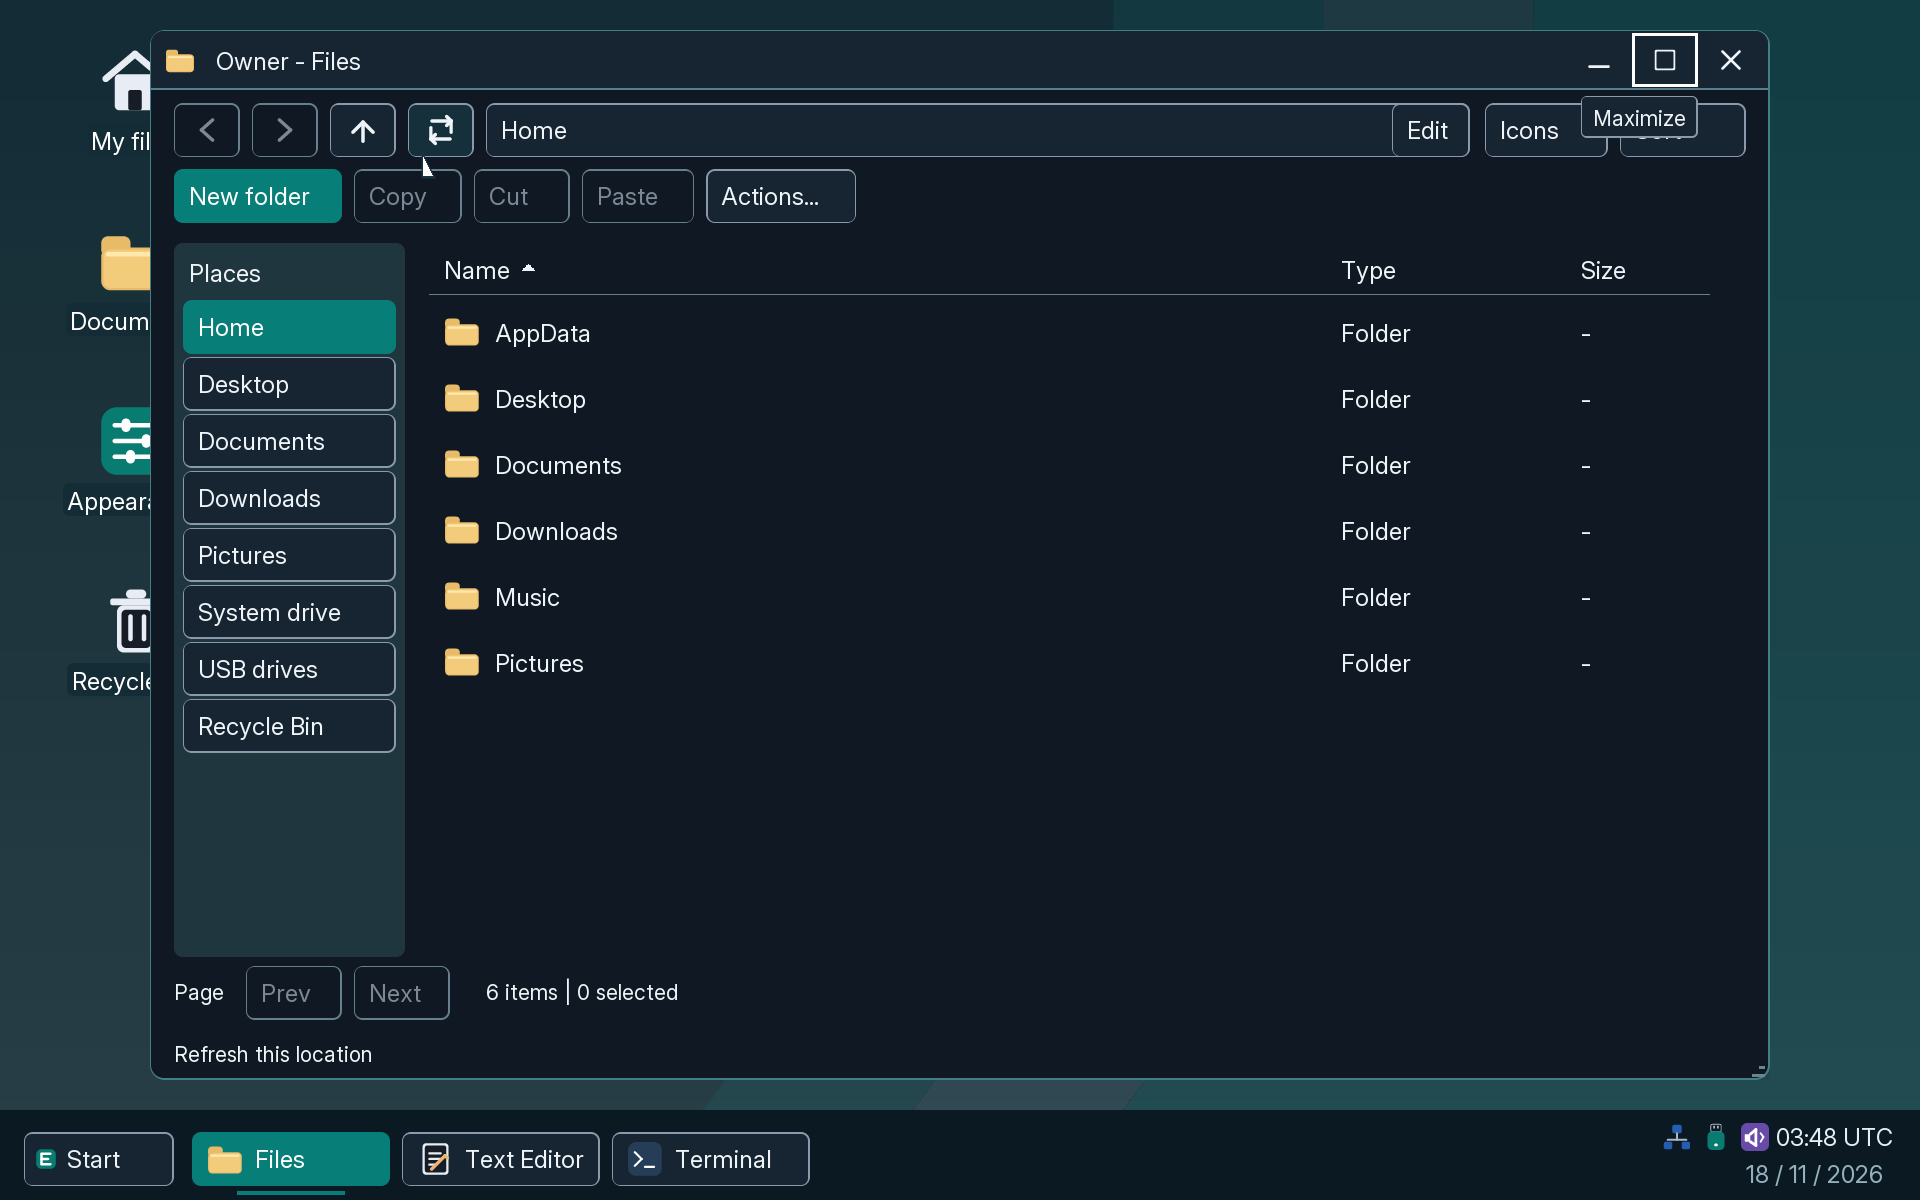 Owner - Files
Home
Edit
Icons
Maximize
New folder
Copy
Cut
Paste
Actions...
Places
Home
Desktop
Documents
Downloads
Pictures
System drive
USB drives
Recycle Bin
Name
Type
Size
AppData
Folder
-
Desktop
Folder
-
Documents
Folder
-
Downloads
Folder
-
Music
Folder
-
Pictures
Folder
-
Page
Prev
Next
6 items | 0 selected
Refresh this location
My fil
Docum
Appear
Recycle
E Start
Files
Text Editor
Terminal
03:48 UTC
18 / 11 / 2026